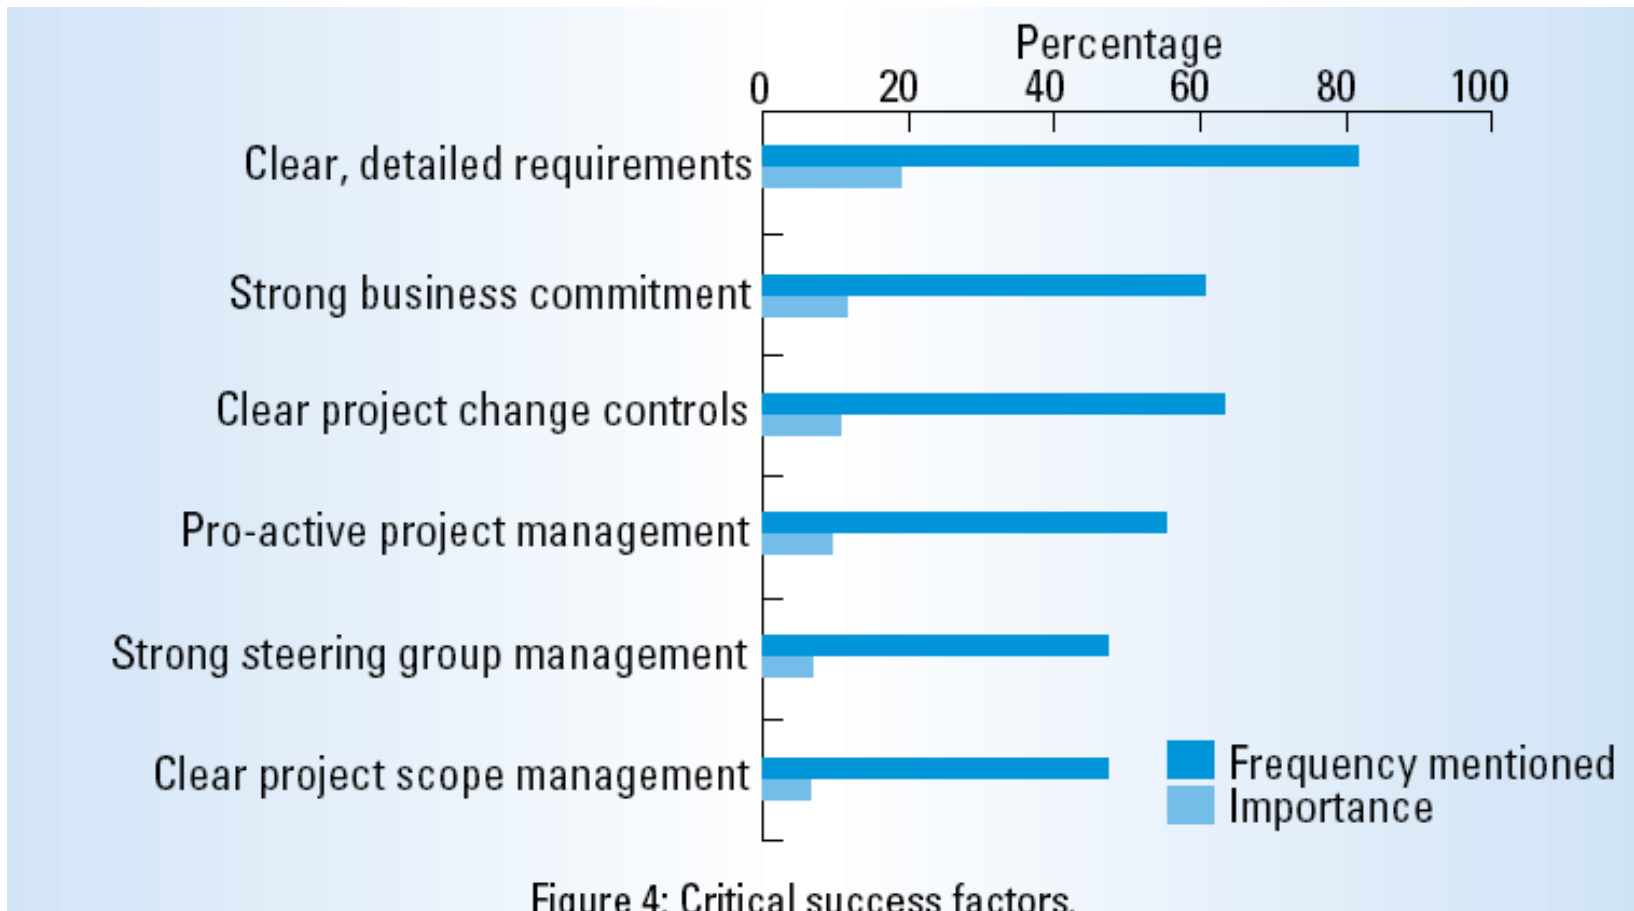 Percentage
0 20 40 60 80 100
Clear, detailed requirements
Strong business commitment
Clear project change controls
Pro-active project management
Strong steering group management
Clear project scope management
Frequency mentioned
Importance
Figure 4: Critical success factors.